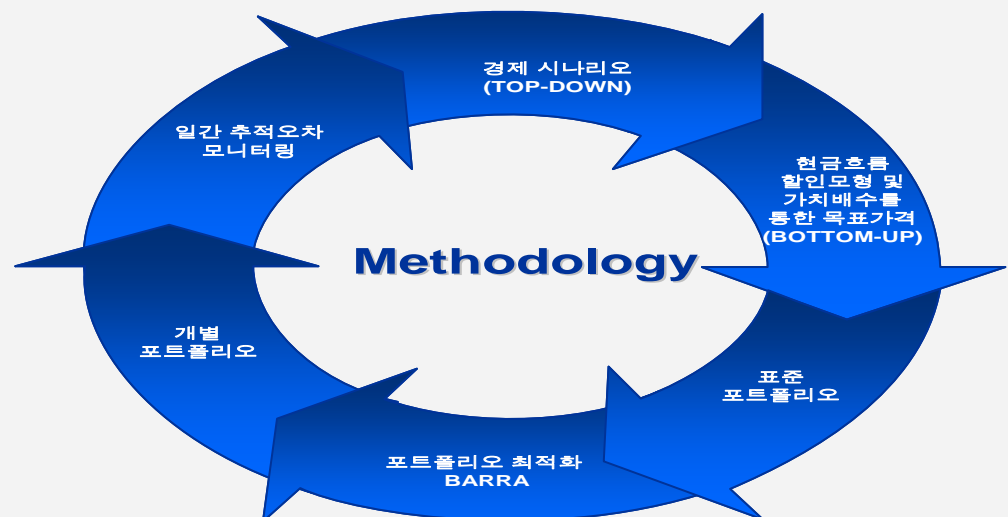 경제 시나리오
(TOP-DOWN)
일간 추적오차
모니터링
현금흐름
할인모형 및
가치배수를
통한 목표가격
(BOTTOM-UP)
Methodology
개별
포트폴리오
표준
포트폴리오
포트폴리오 최적화
BARRA